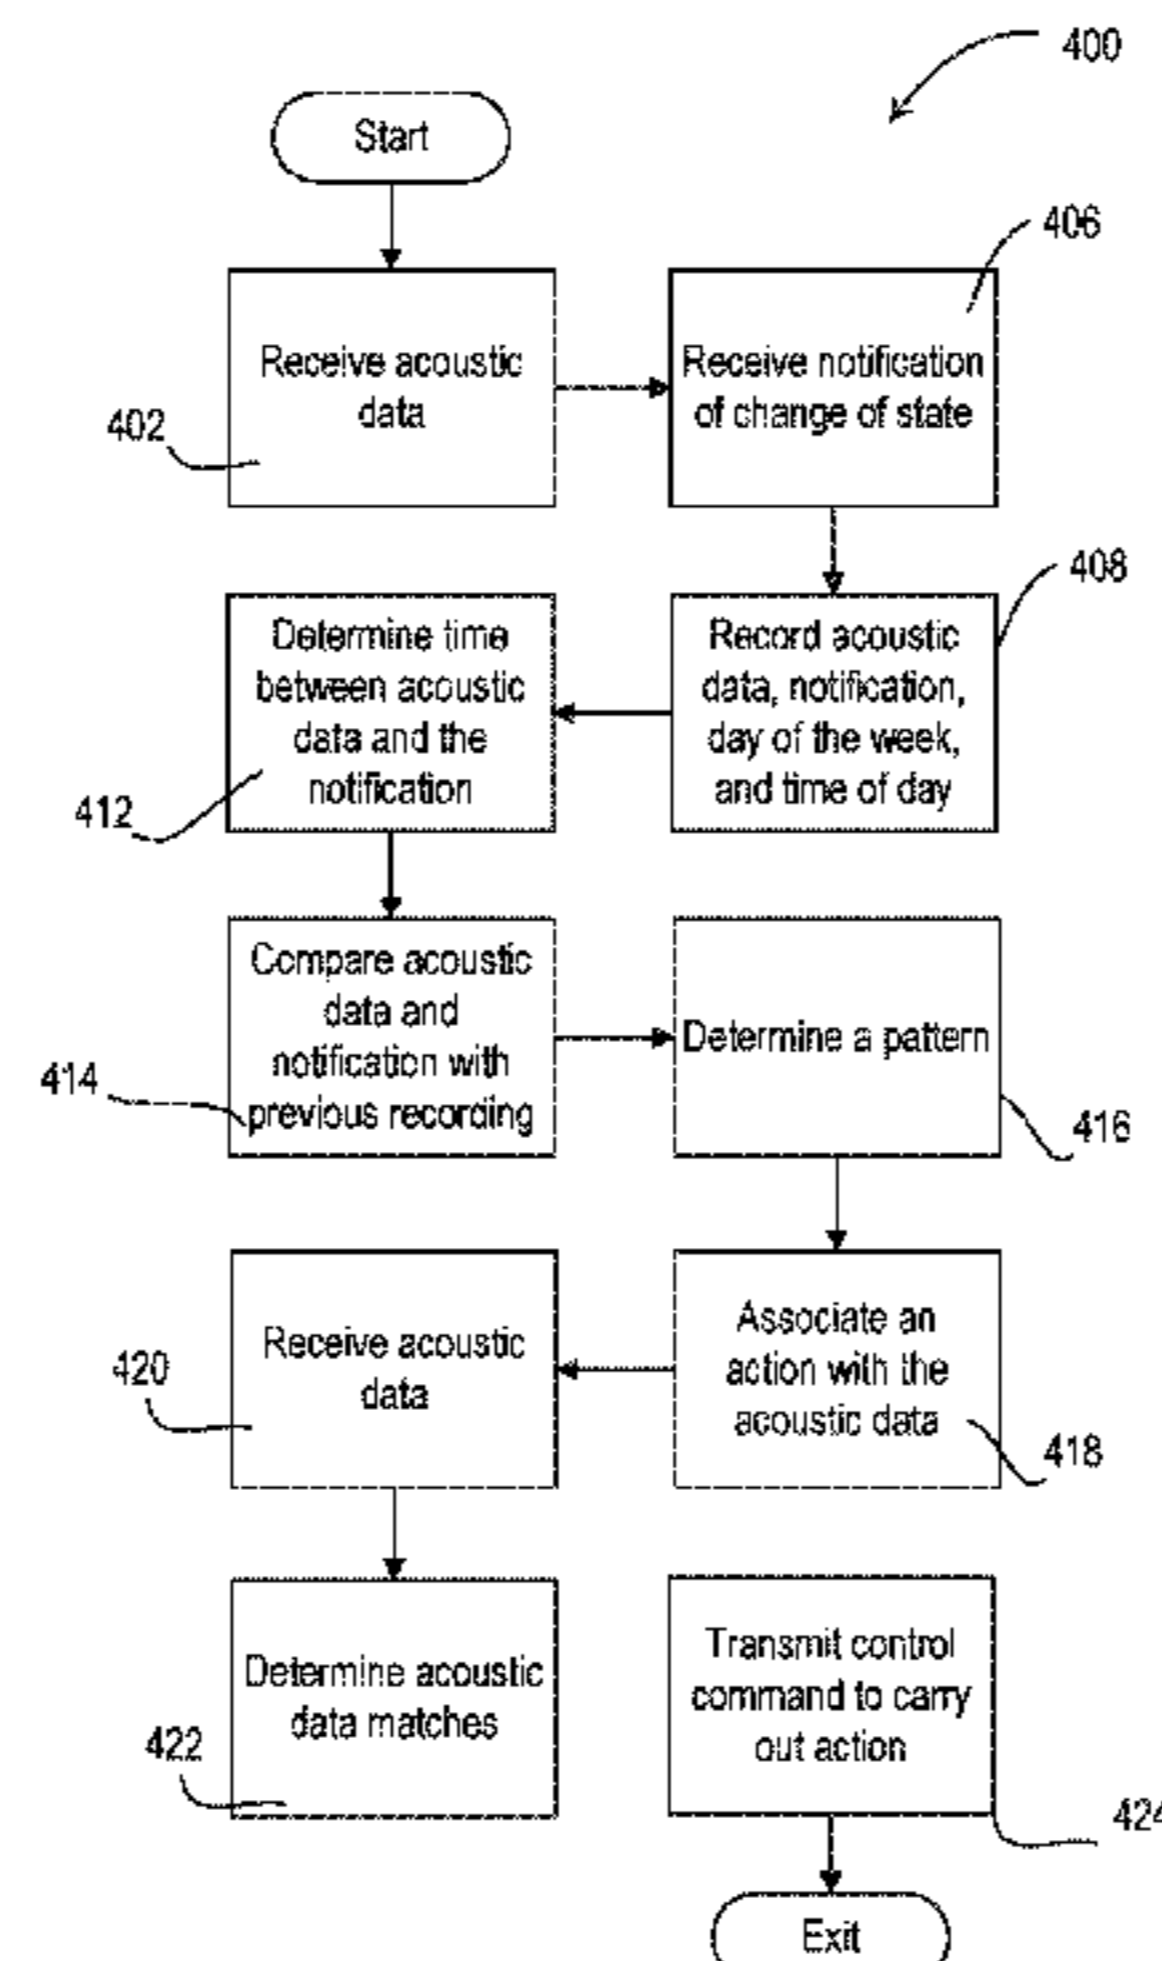 400
Start
406
Receive acoustic
data
402
Receive notification
of change of state
408
Determine time
between acoustic
data and the
notification
412
Record acoustic
data, notification,
day of the week,
and time of day
Compare acoustic
data and
notification with
previous recording
414
Determine a pattern
416
Receive acoustic
data
420
Associate an
action with the
acoustic data
418
Determine acoustic
data matches
422
Transmit control
command to carry
out action
424
Exit